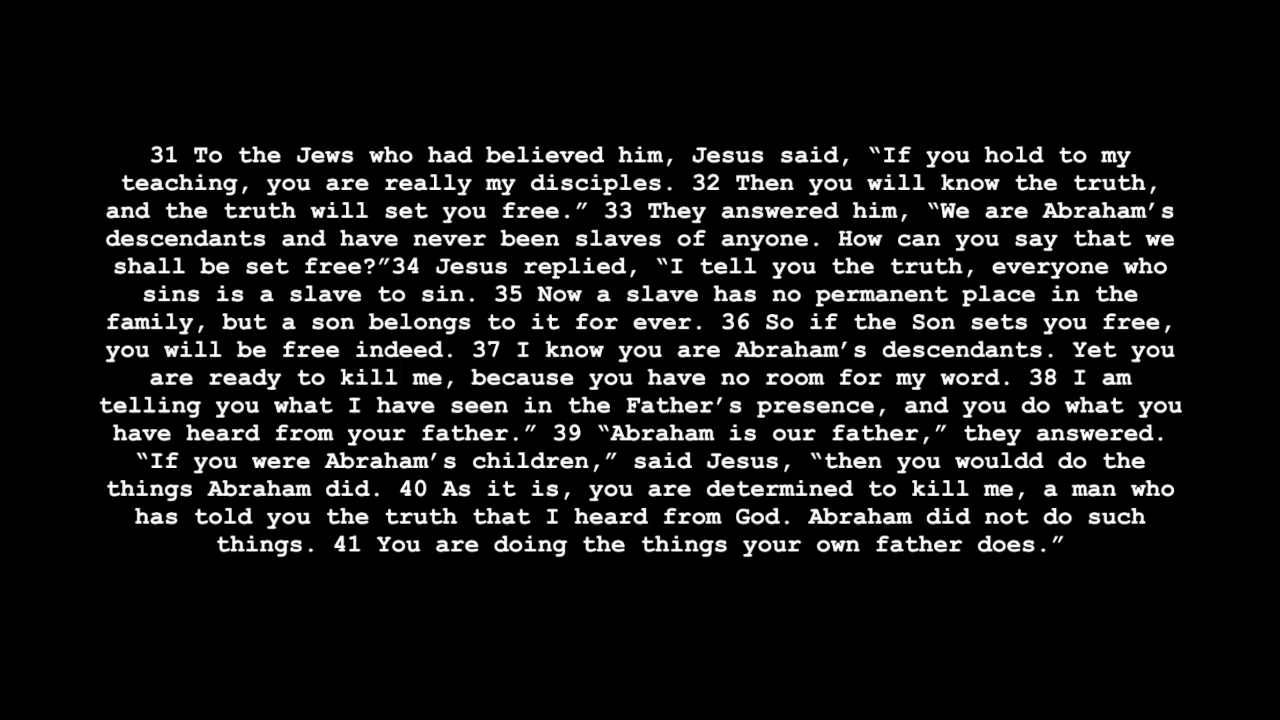 31 To the Jews who had believed him, Jesus said, “If you hold to my
teaching, you are really my disciples. 32 Then you will know the truth,
and the truth will set you free.” 33 They answered him, “We are Abraham’s
descendants and have never been slaves of anyone. How can you say that we
shall be set free?”34 Jesus replied, “I tell you the truth, everyone who
sins is a slave to sin. 35 Now a slave has no permanent place in the
family, but a son belongs to it for ever. 36 So if the Son sets you free,
you will be free indeed. 37 I know you are Abraham’s descendants. Yet you
are ready to kill me, because you have no room for my word. 38 I am
telling you what I have seen in the Father’s presence, and you do what you
have heard from your father.” 39 “Abraham is our father,” they answered.
“If you were Abraham’s children,” said Jesus, “then you wouldd do the
things Abraham did. 40 As it is, you are determined to kill me, a man who
has told you the truth that I heard from God. Abraham did not do such
things. 41 You are doing the things your own father does.”